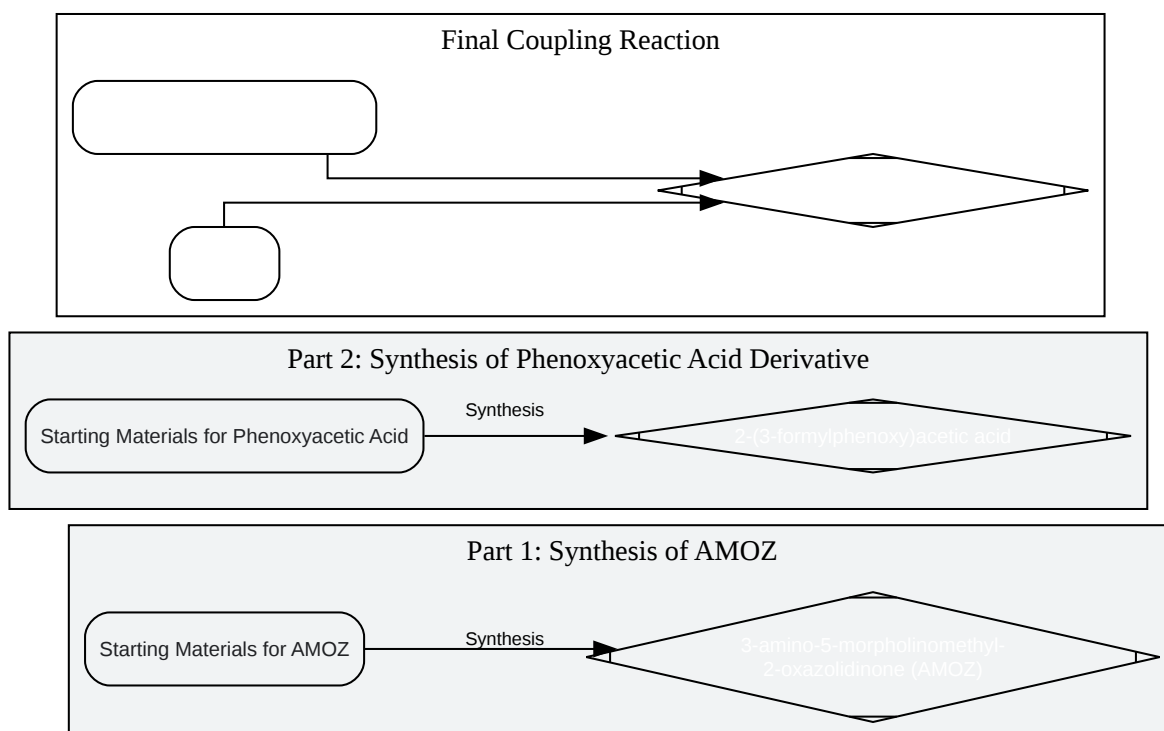 Final Coupling Reaction
Part 2: Synthesis of Phenoxyacetic Acid Derivative
Starting Materials for Phenoxyacetic Acid
Synthesis
2-(3-formylphenoxy)acetic acid
Part 1: Synthesis of AMOZ
Starting Materials for AMOZ
Synthesis
3-amino-5-morpholinomethyl-
2-oxazolidinone (AMOZ)